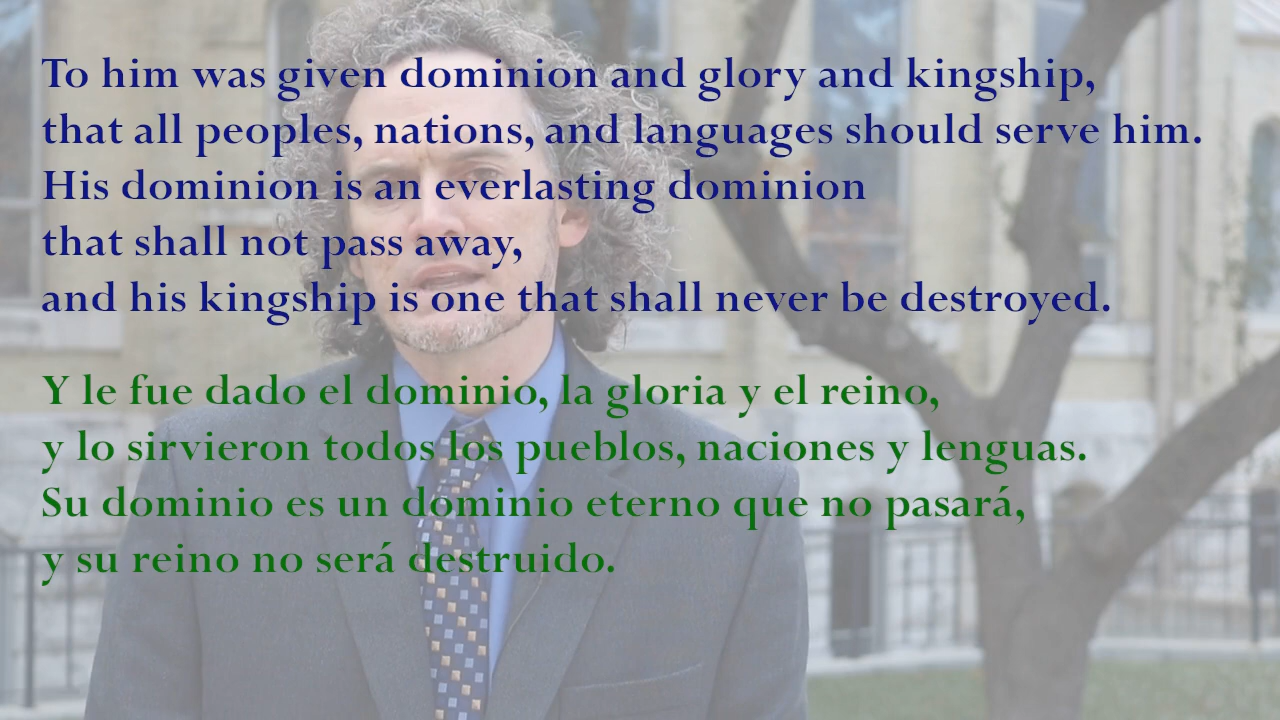 To him was given dominion and glory and kingship,
that all peoples, nations, and languages should serve him.
His dominion is an everlasting dominion
that shall not pass away,
and his kingship is one that shall never be destroyed.
Y le fue dado el dominio, la gloria y el reino,
y lo sirvieron todos los pueblos, naciones y lenguas.
Su dominio es un dominio eterno que no pasará,
y su reino no será destruido.